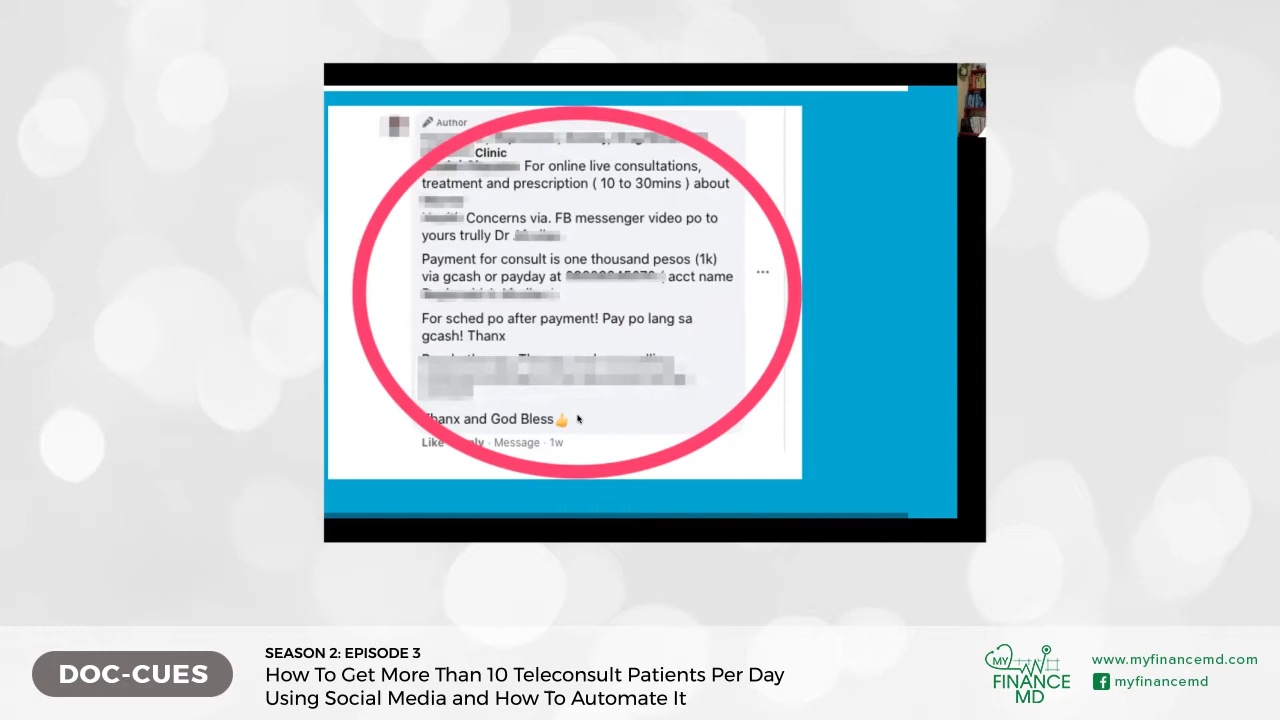 Author
Clinic
For online live consultations,
treatment and prescription ( 10 to 30mins ) about
Concerns via. FB messenger video po to
yours trully Dr
Payment for consult is one thousand pesos (1k)
via gcash or payday at acct name
For sched po after payment! Pay po lang sa
gcash! Thanx
Thanx and God Bless👍
Like · Reply · Message · 1w
DOC-CUES
SEASON 2: EPISODE 3
How To Get More Than 10 Teleconsult Patients Per Day
Using Social Media and How To Automate It
MY
FINANCE
MD
www.myfinancemd.com
myfinancemd